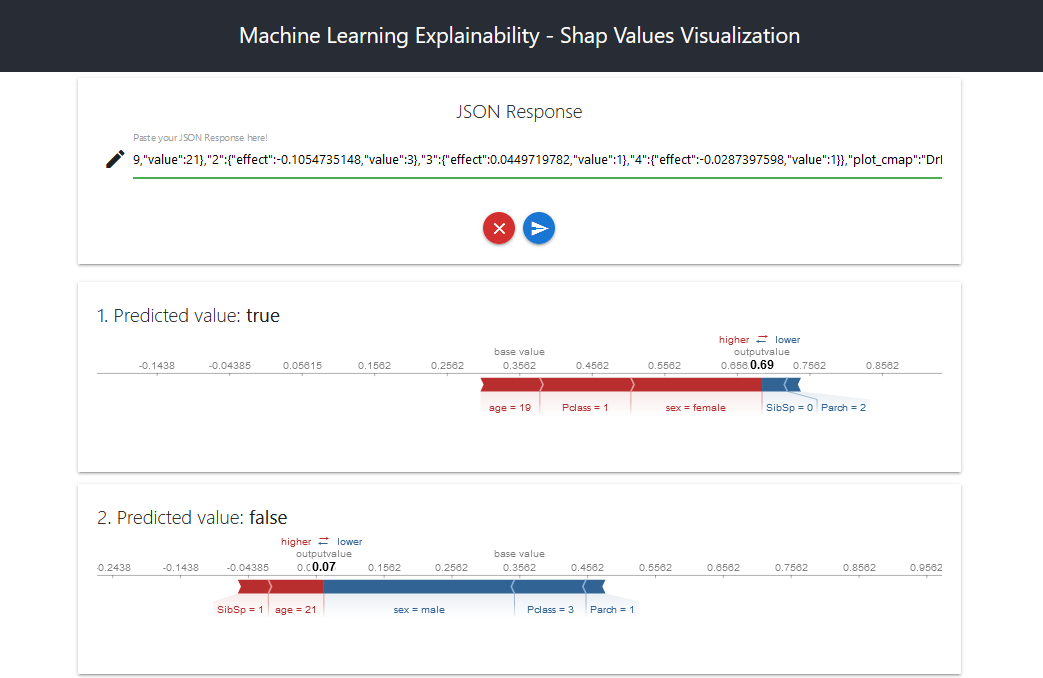 Machine Learning Explainability - Shap Values Visualization
JSON Response
Paste your JSON Response here!
9,"value":21},"2":{"effect":-0.1054735148,"value":3},"3":{"effect":0.0449719782,"value":1},"4":{"effect":-0.0287397598,"value":1}},"plot_cmap":"Dr
1. Predicted value: true
higher lower
base value outputvalue
-0.1438 -0.04385 0.05615 0.1562 0.2562 0.3562 0.4562 0.5562 0.656 0.69 0.7562 0.8562
age = 19 Pclass = 1 sex = female SibSp = 0 Parch = 2
2. Predicted value: false
higher lower
outputvalue base value
0.2438 -0.1438 -0.04385 0.0 0.07 0.1562 0.2562 0.3562 0.4562 0.5562 0.6562 0.7562 0.8562 0.9562
SibSp = 1 age = 21 sex = male Pclass = 3 Parch = 1